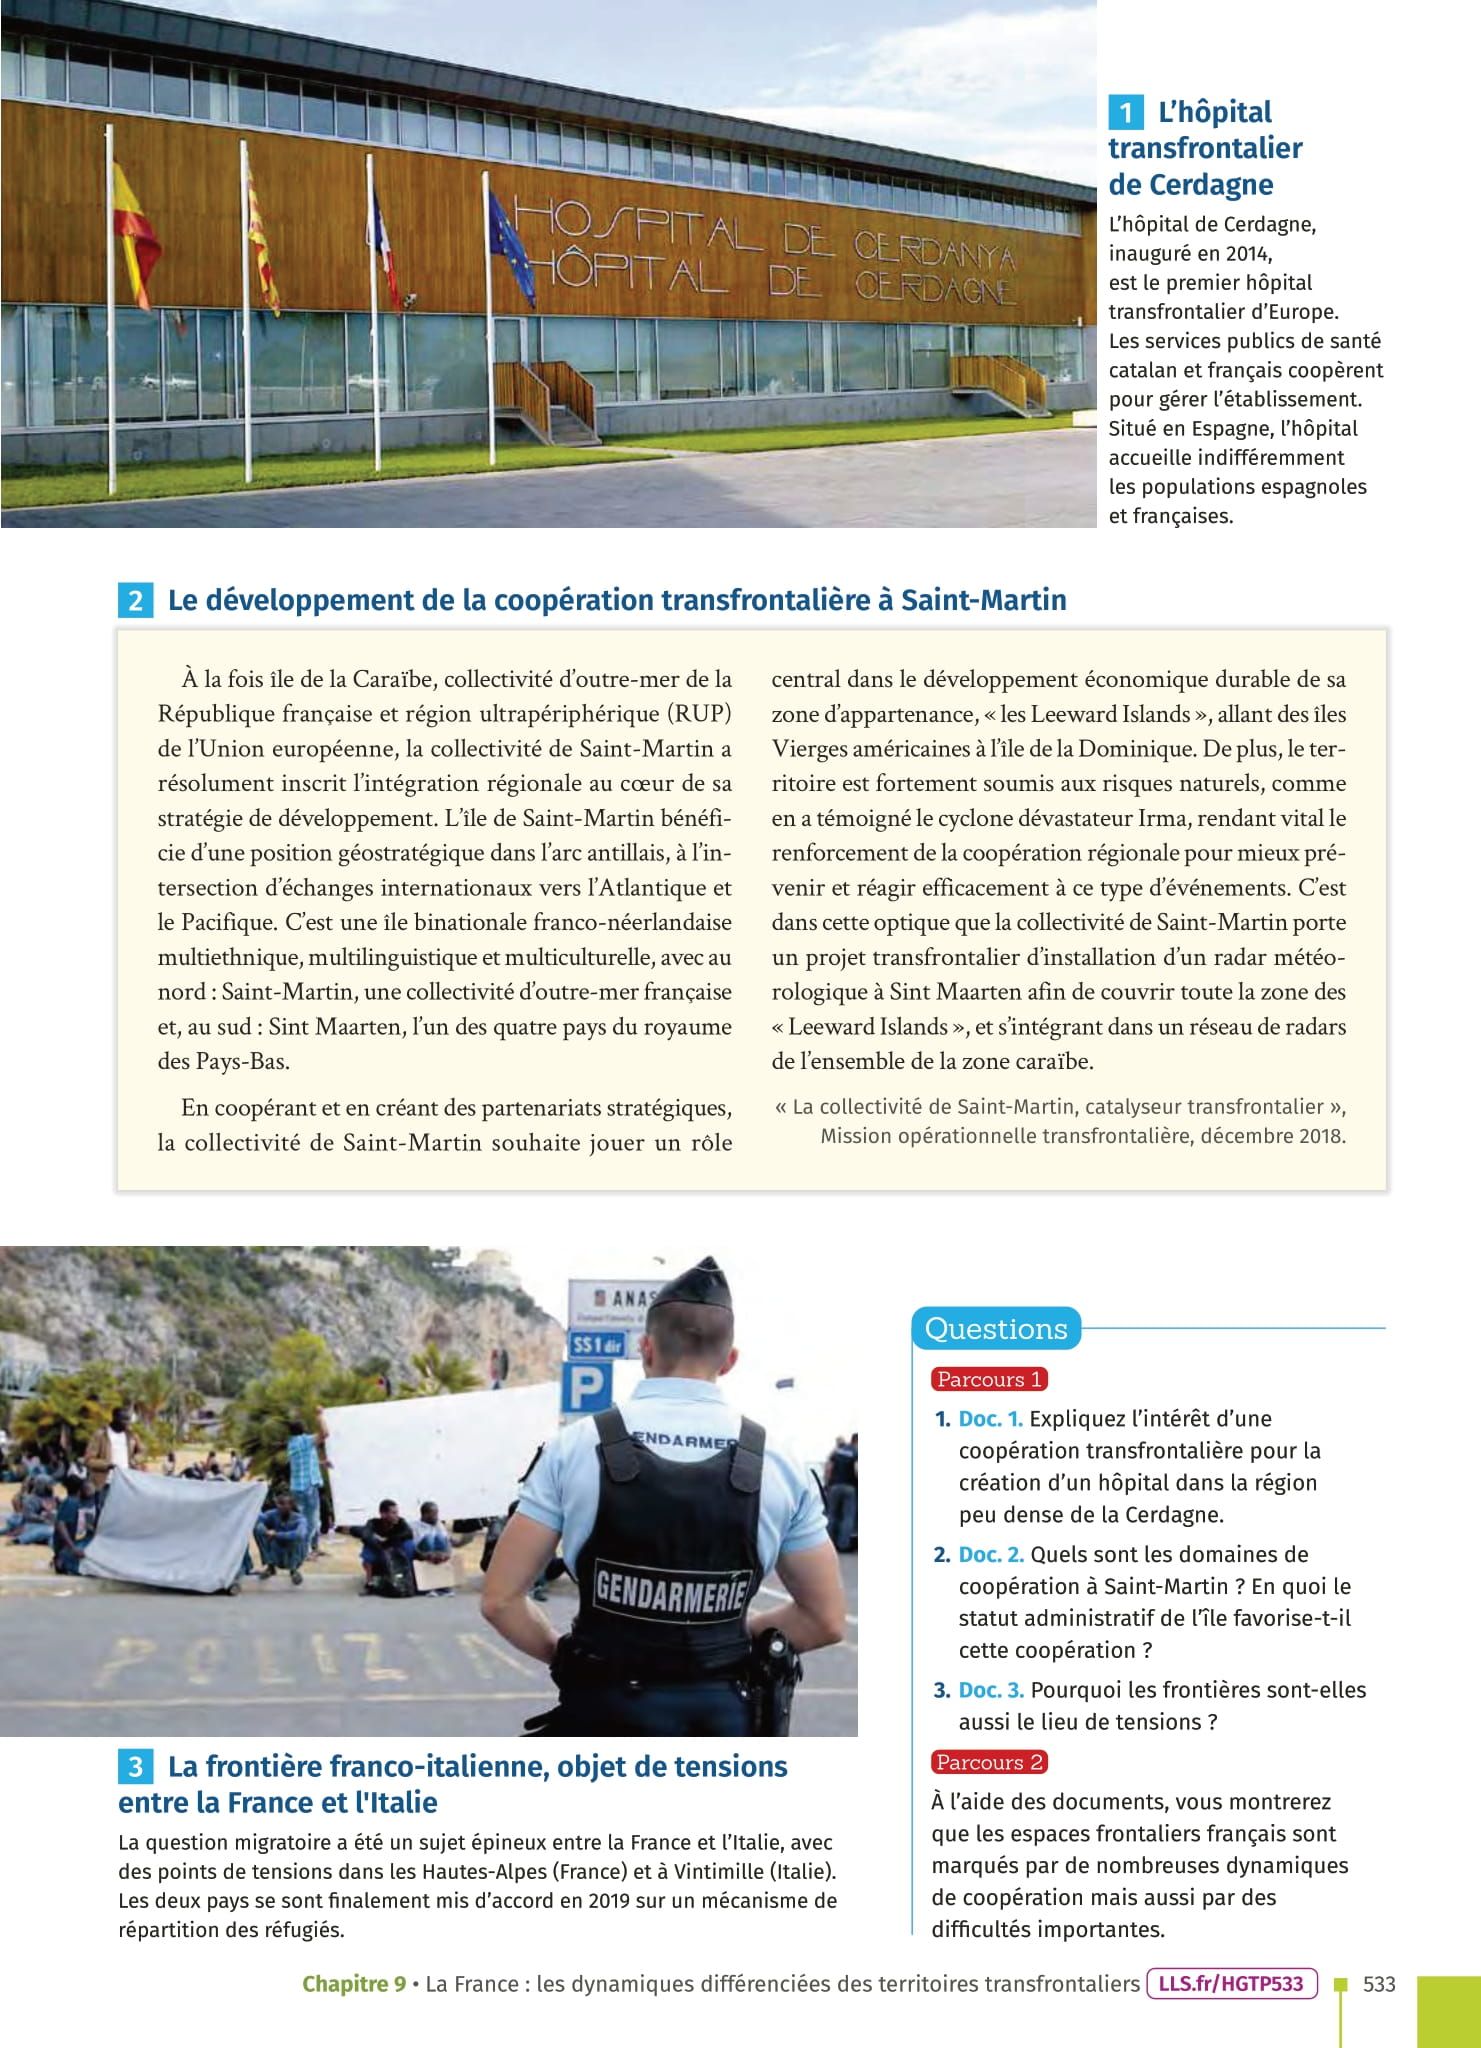 HOSPITAL DE CERDANYA
HÔPITAL DE CERDAGNE
1 L’hôpital
transfrontalier
de Cerdagne
L’hôpital de Cerdagne,
inauguré en 2014,
est le premier hôpital
transfrontalier d’Europe.
Les services publics de santé
catalan et français coopèrent
pour gérer l’établissement.
Situé en Espagne, l’hôpital
accueille indifféremment
les populations espagnoles
et françaises.
2 Le développement de la coopération transfrontalière à Saint-Martin
À la fois île de la Caraïbe, collectivité d’outre-mer de la
République française et région ultrapériphérique (RUP)
de l’Union européenne, la collectivité de Saint-Martin a
résolument inscrit l’intégration régionale au cœur de sa
stratégie de développement. L’île de Saint-Martin bénéfi-
cie d’une position géostratégique dans l’arc antillais, à l’in-
tersection d’échanges internationaux vers l’Atlantique et
le Pacifique. C’est une île binationale franco-néerlandaise
multiethnique, multilinguistique et multiculturelle, avec au
nord : Saint-Martin, une collectivité d’outre-mer française
et, au sud : Sint Maarten, l’un des quatre pays du royaume
des Pays-Bas.
En coopérant et en créant des partenariats stratégiques,
la collectivité de Saint-Martin souhaite jouer un rôle
central dans le développement économique durable de sa
zone d’appartenance, « les Leeward Islands », allant des îles
Vierges américaines à l’île de la Dominique. De plus, le ter-
ritoire est fortement soumis aux risques naturels, comme
en a témoigné le cyclone dévastateur Irma, rendant vital le
renforcement de la coopération régionale pour mieux pré-
venir et réagir efficacement à ce type d’événements. C’est
dans cette optique que la collectivité de Saint-Martin porte
un projet transfrontalier d’installation d’un radar météo-
rologique à Sint Maarten afin de couvrir toute la zone des
« Leeward Islands », et s’intégrant dans un réseau de radars
de l’ensemble de la zone caraïbe.
« La collectivité de Saint-Martin, catalyseur transfrontalier »,
Mission opérationnelle transfrontalière, décembre 2018.
ANAS
SS1 dir
P
GENDARMERIE
POLIZIA
3 La frontière franco-italienne, objet de tensions
entre la France et l'Italie
La question migratoire a été un sujet épineux entre la France et l’Italie, avec
des points de tensions dans les Hautes-Alpes (France) et à Vintimille (Italie).
Les deux pays se sont finalement mis d’accord en 2019 sur un mécanisme de
répartition des réfugiés.
Questions
Parcours 1
1. Doc. 1. Expliquez l’intérêt d’une
coopération transfrontalière pour la
création d’un hôpital dans la région
peu dense de la Cerdagne.
2. Doc. 2. Quels sont les domaines de
coopération à Saint-Martin ? En quoi le
statut administratif de l’île favorise-t-il
cette coopération ?
3. Doc. 3. Pourquoi les frontières sont-elles
aussi le lieu de tensions ?
Parcours 2
À l’aide des documents, vous montrerez
que les espaces frontaliers français sont
marqués par de nombreuses dynamiques
de coopération mais aussi par des
difficultés importantes.
Chapitre 9 • La France : les dynamiques différenciées des territoires transfrontaliers LLS.fr/HGTP533 533